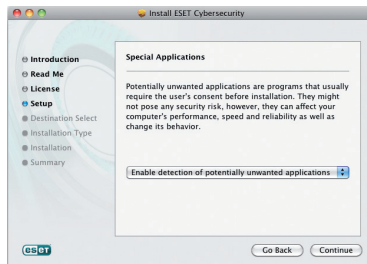 Install ESET Cybersecurity
Introduction
Read Me
License
Setup
Destination Select
Installation Type
Installation
Summary
Special Applications
Potentially unwanted applications are programs that usually
require the user's consent before installation. They might
not pose any security risk, however, they can affect your
computer's performance, speed and reliability as well as
change its behavior.
Enable detection of potentially unwanted applications
eset
Go Back
Continue